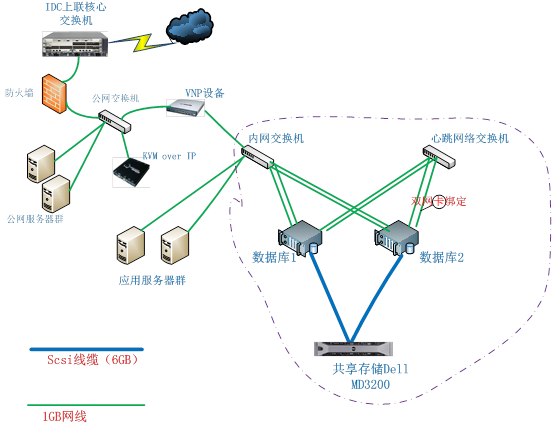 IDC上联核心
交换机
防火墙
公网交换机
VNP设备
KVM over IP
内网交换机
心跳网络交换机
公网服务器群
双网卡绑定
应用服务器群
数据库1
数据库2
共享存储Dell
MD3200
Scsi线缆（6GB）
1GB网线